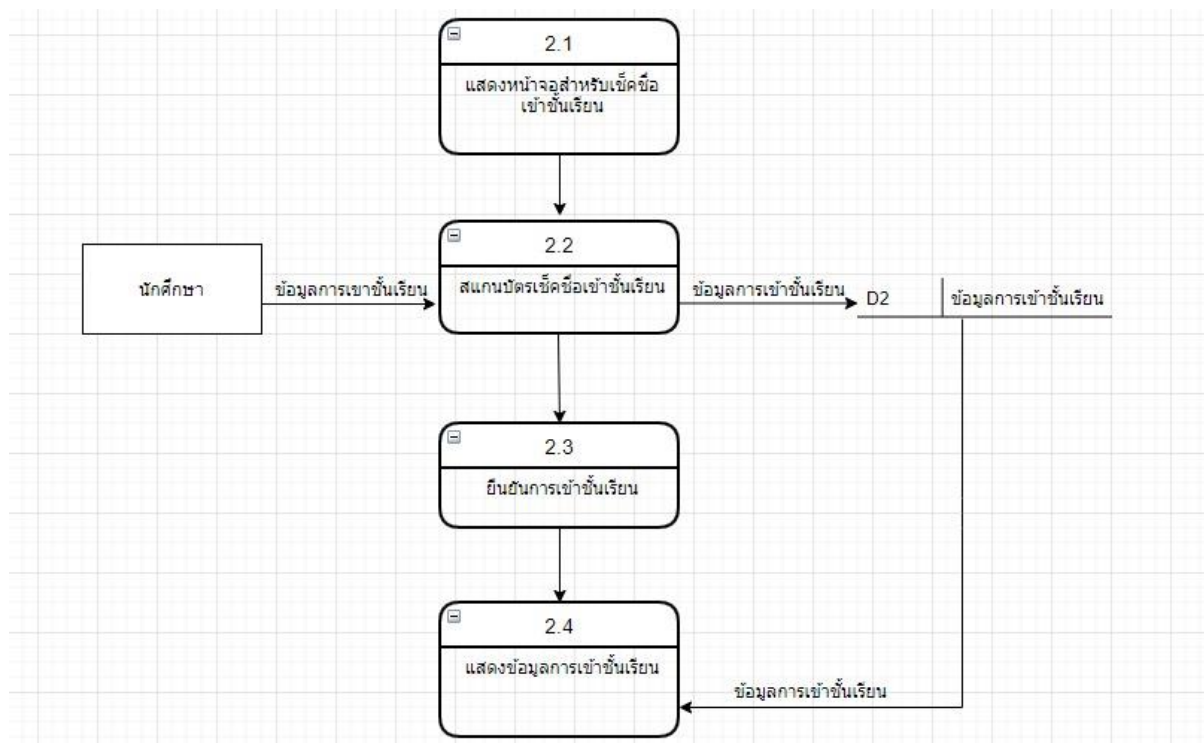 2.1
แสดงหน้าจอสำหรับเช็คชื่อ
เข้าชั้นเรียน
2.2
นักศึกษา
ข้อมูลการเขาชั้นเรียน
สแกนบัตรเช็คชื่อเข้าชั้นเรียน
ข้อมูลการเข้าชั้นเรียน
D2
ข้อมูลการเข้าชั้นเรียน
2.3
ยืนยันการเข้าชั้นเรียน
2.4
แสดงข้อมูลการเข้าชั้นเรียน
ข้อมูลการเข้าชั้นเรียน